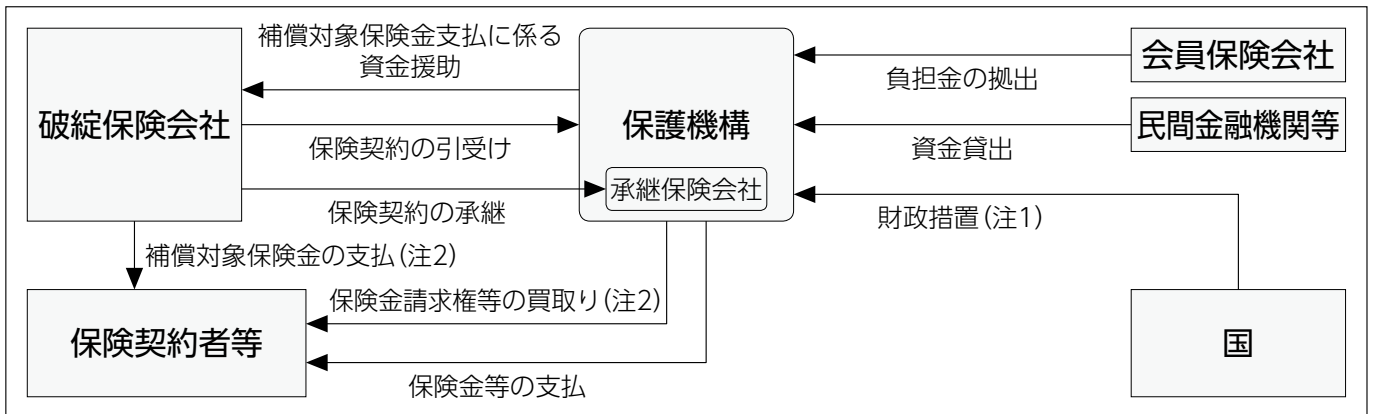 補償対象保険金支払に係る
資金援助
破綻保険会社
保険契約の引受け
保険契約の承継
保護機構
承継保険会社
負担金の拠出
会員保険会社
資金貸出
民間金融機関等
財政措置(注1)
補償対象保険金の支払(注2)
保険金請求権等の買取り(注2)
保険契約者等
保険金等の支払
国